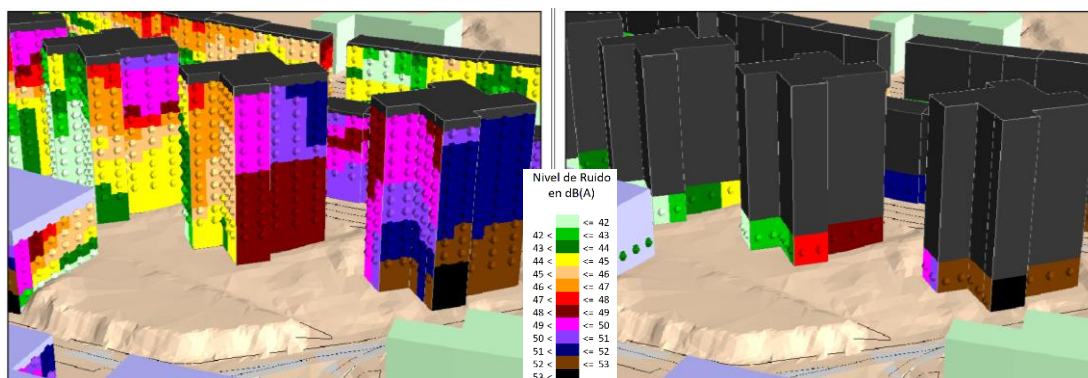 Nivel de Ruido
en dB(A)
<= 42
42 < <= 43
43 < <= 44
44 < <= 45
45 < <= 46
46 < <= 47
47 < <= 48
48 < <= 49
49 < <= 50
50 < <= 51
51 < <= 52
52 < <= 53
53 <